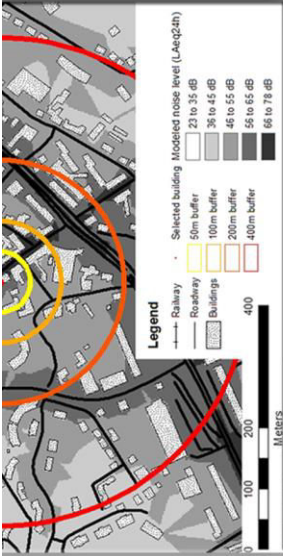 Legend
Railway
Roadway
Buildings
Selected building
50m buffer
100m buffer
200m buffer
400m buffer
Modeled noise level (LAeq24h)
23 to 35 dB
36 to 45 dB
46 to 55 dB
56 to 65 dB
66 to 78 dB
0 100 200 400
Meters